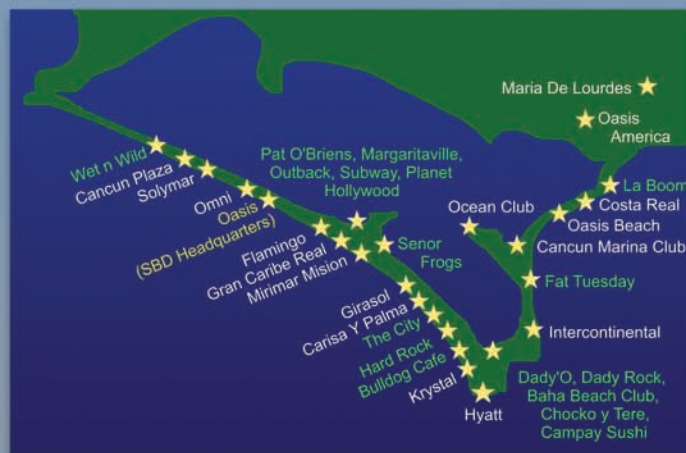 Maria De Lourdes
Oasis
America
Wet n Wild
Cancun Plaza
Solymar
Omni
Oasis
(SBD Headquarters)
Pat O'Briens, Margaritaville,
Outback, Subway, Planet
Hollywood
Flamingo
Gran Caribe Real
Mirimar Mision
Senor
Frogs
Ocean Club
La Boom
Costa Real
Oasis Beach
Cancun Marina Club
Fat Tuesday
Intercontinental
Girasol
Carisa Y Palma
The City
Hard Rock
Bulldog Cafe
Krystal
Hyatt
Dady'O, Dady Rock,
Baha Beach Club,
Chocko y Tere,
Campay Sushi